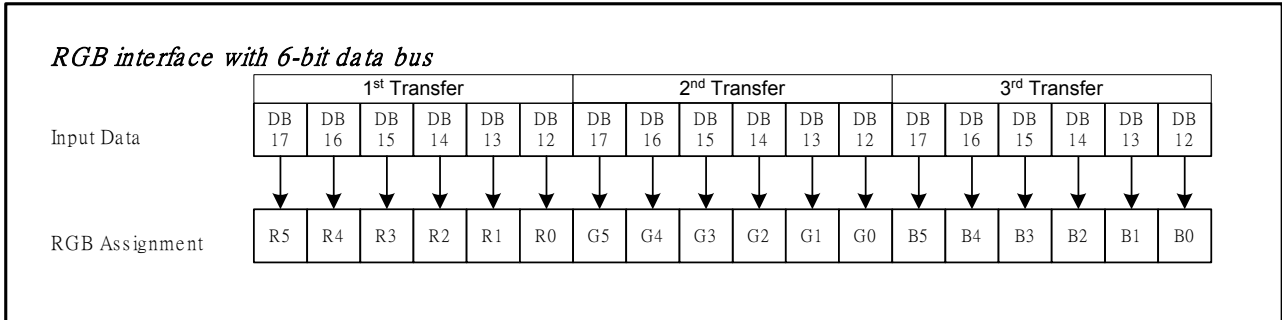 RGB interface with 6-bit data bus
1st Transfer 2nd Transfer 3rd Transfer
Input Data DB 17 DB 16 DB 15 DB 14 DB 13 DB 12 DB 17 DB 16 DB 15 DB 14 DB 13 DB 12 DB 17 DB 16 DB 15 DB 14 DB 13 DB 12
RGB Assignment R5 R4 R3 R2 R1 R0 G5 G4 G3 G2 G1 G0 B5 B4 B3 B2 B1 B0